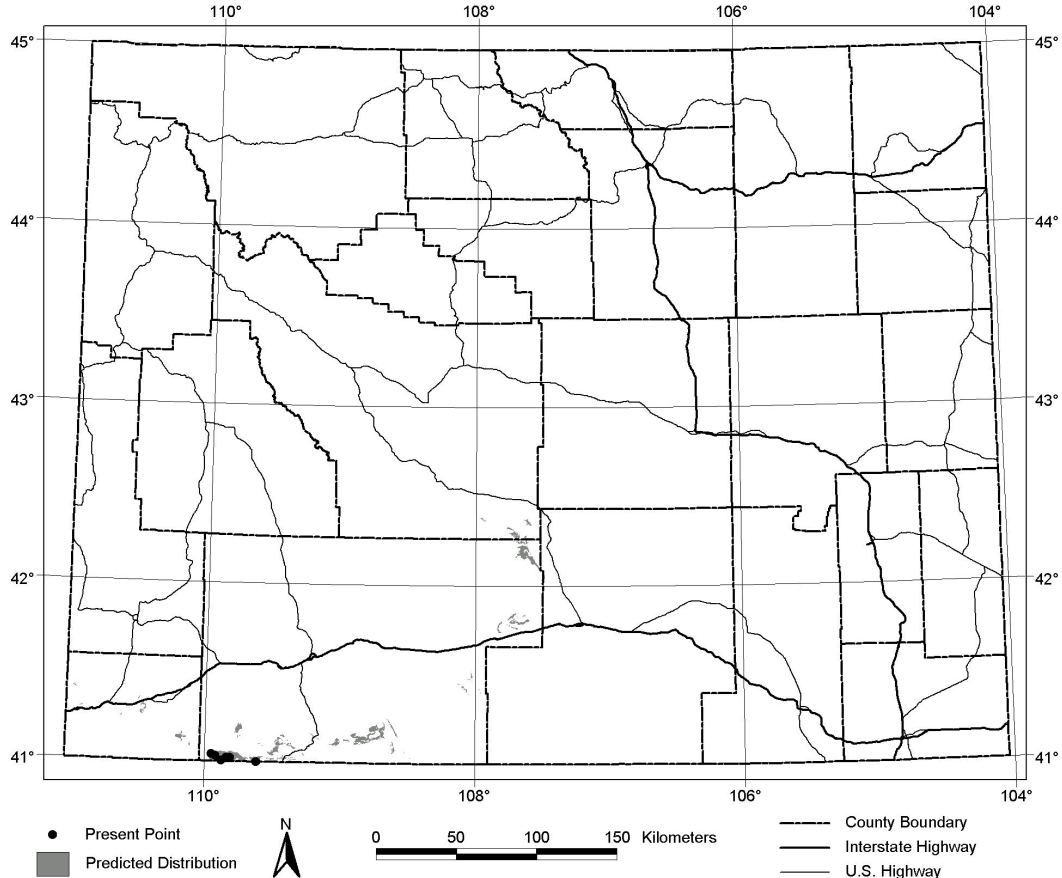 110° 108° 106° 104°
45° 45°
44° 44°
43° 43°
42° 42°
41° 41°
110° 108° 106° 104°
Present Point
Predicted Distribution
N
0 50 100 150 Kilometers
County Boundary
Interstate Highway
U.S. Highway